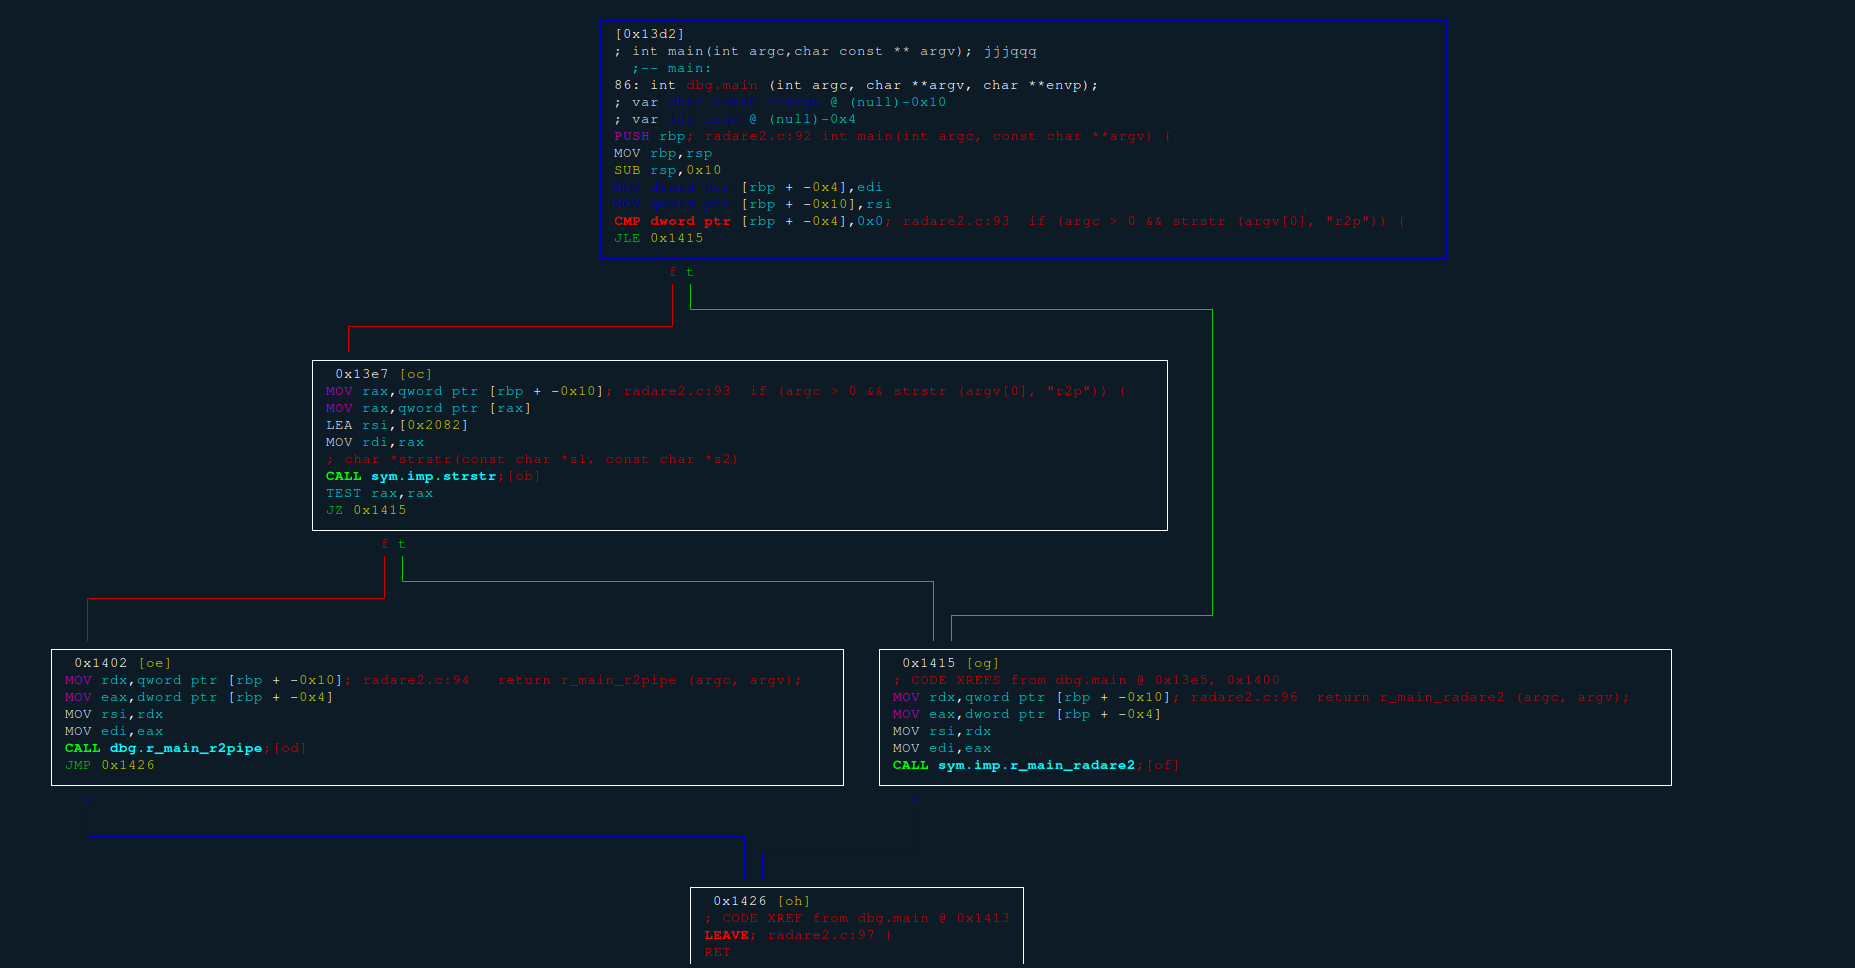 [0x13d2]
; int main(int argc,char const ** argv); jjjqqq
;-- main:
86: int dbg.main (int argc, char **argv, char **envp);
; var char const **argv @ (null)-0x10
; var int argc @ (null)-0x4
PUSH rbp; radare2.c:92 int main(int argc, const char **argv) {
MOV rbp,rsp
SUB rsp,0x10
MOV dword ptr [rbp + -0x4],edi
MOV qword ptr [rbp + -0x10],rsi
CMP dword ptr [rbp + -0x4],0x0; radare2.c:93  if (argc > 0 && strstr (argv[0], "r2p")) {
JLE 0x1415
f t
0x13e7 [oc]
MOV rax,qword ptr [rbp + -0x10]; radare2.c:93  if (argc > 0 && strstr (argv[0], "r2p")) {
MOV rax,qword ptr [rax]
LEA rsi,[0x2082]
MOV rdi,rax
; char *strstr(const char *s1, const char *s2)
CALL sym.imp.strstr;[ob]
TEST rax,rax
JZ 0x1415
f t
0x1402 [oe]
MOV rdx,qword ptr [rbp + -0x10]; radare2.c:94   return r_main_r2pipe (argc, argv);
MOV eax,dword ptr [rbp + -0x4]
MOV rsi,rdx
MOV edi,eax
CALL dbg.r_main_r2pipe;[od]
JMP 0x1426
v
0x1415 [og]
; CODE XREFS from dbg.main @ 0x13e5, 0x1400
MOV rdx,qword ptr [rbp + -0x10]; radare2.c:96  return r_main_radare2 (argc, argv);
MOV eax,dword ptr [rbp + -0x4]
MOV rsi,rdx
MOV edi,eax
CALL sym.imp.r_main_radare2;[of]
v
0x1426 [oh]
; CODE XREF from dbg.main @ 0x1413
LEAVE; radare2.c:97 }
RET